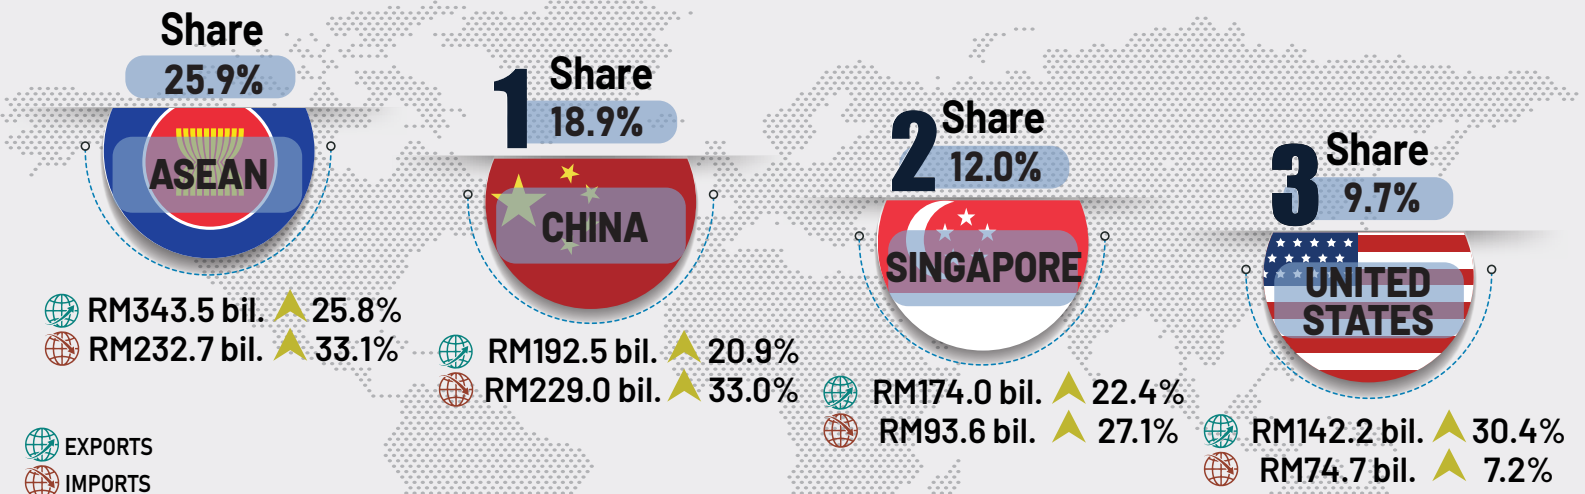 Share
25.9%
ASEAN
RM343.5 bil. 25.8%
RM232.7 bil. 33.1%
1
Share
18.9%
CHINA
RM192.5 bil. 20.9%
RM229.0 bil. 33.0%
2
Share
12.0%
SINGAPORE
RM174.0 bil. 22.4%
RM93.6 bil. 27.1%
3
Share
9.7%
UNITED
STATES
RM142.2 bil. 30.4%
RM74.7 bil. 7.2%
EXPORTS
IMPORTS